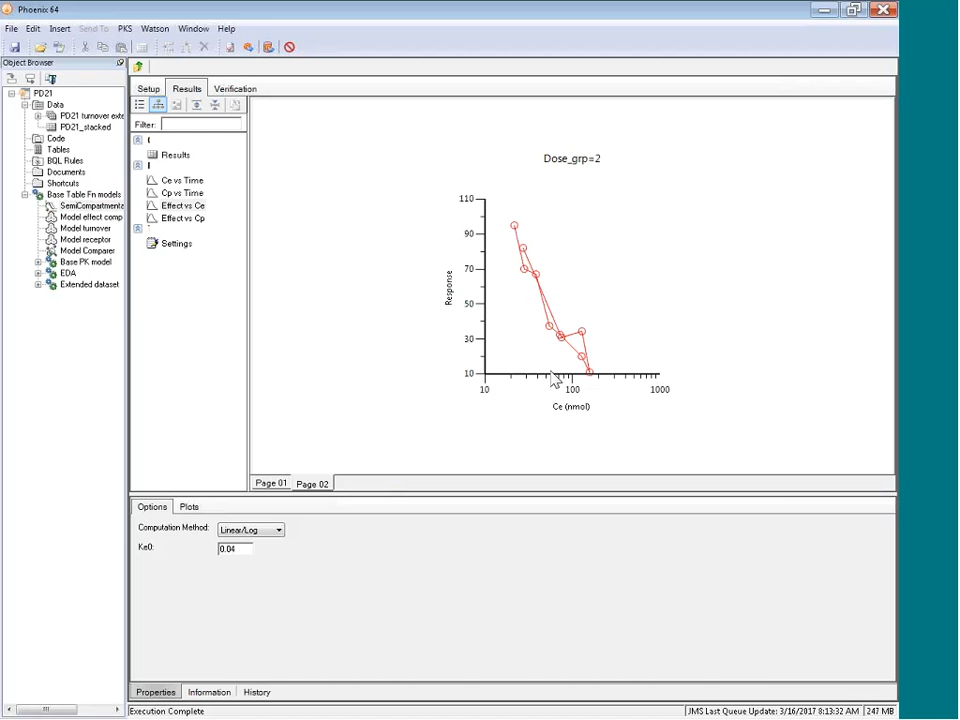 Phoenix 64
File Edit Insert Send To PKS Watson Window Help
Object Browser
PD21
Data
PD21 turnover exte
PD21_stacked
Code
Tables
BQL Rules
Documents
Shortcuts
Base Table Fn models
SemiCompartmenta
Model effect comp
Model turnover
Model receptor
Model Comparer
Base PK model
EDA
Extended dataset
Setup Results Verification
Filter:
Results
Ce vs Time
Cp vs Time
Effect vs Ce
Effect vs Cp
Settings
Dose_grp=2
110
90
70
50
30
10
Response
10 100 1000
Ce (nmol)
Page 01 Page 02
Options Plots
Computation Method: Linear/Log
Ke0: 0.04
Properties Information History
Execution Complete JMS Last Queue Update: 3/16/2017 8:13:32 AM 247 MB